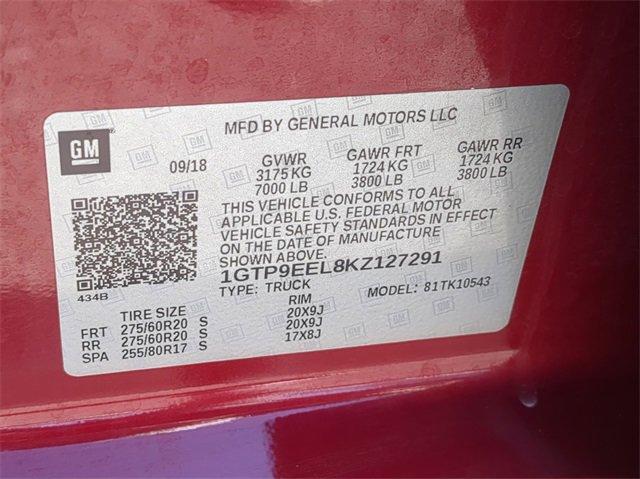 GM
MFD BY GENERAL MOTORS LLC
09/18 GVWR GAWR FRT GAWR RR
3175 KG 1724 KG 1724 KG
7000 LB 3800 LB 3800 LB
THIS VEHICLE CONFORMS TO ALL
APPLICABLE U.S. FEDERAL MOTOR
VEHICLE SAFETY STANDARDS IN EFFECT
ON THE DATE OF MANUFACTURE
SHOWN ABOVE.
1GTP9EEL8KZ127291
434B TYPE: TRUCK MODEL: 81TK10543
TIRE SIZE RIM
FRT 275/60R20 S 20X9J
RR 275/60R20 S 20X9J
SPA 255/80R17 S 17X8J